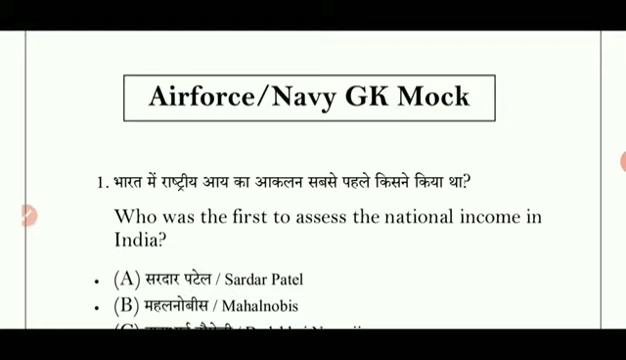 Airforce/Navy GK Mock
1. भारत में राष्ट्रीय आय का आकलन सबसे पहले किसने किया था?
Who was the first to assess the national income in
India?
• (A) सरदार पटेल / Sardar Patel
• (B) महलनोबीस / Mahalnobis